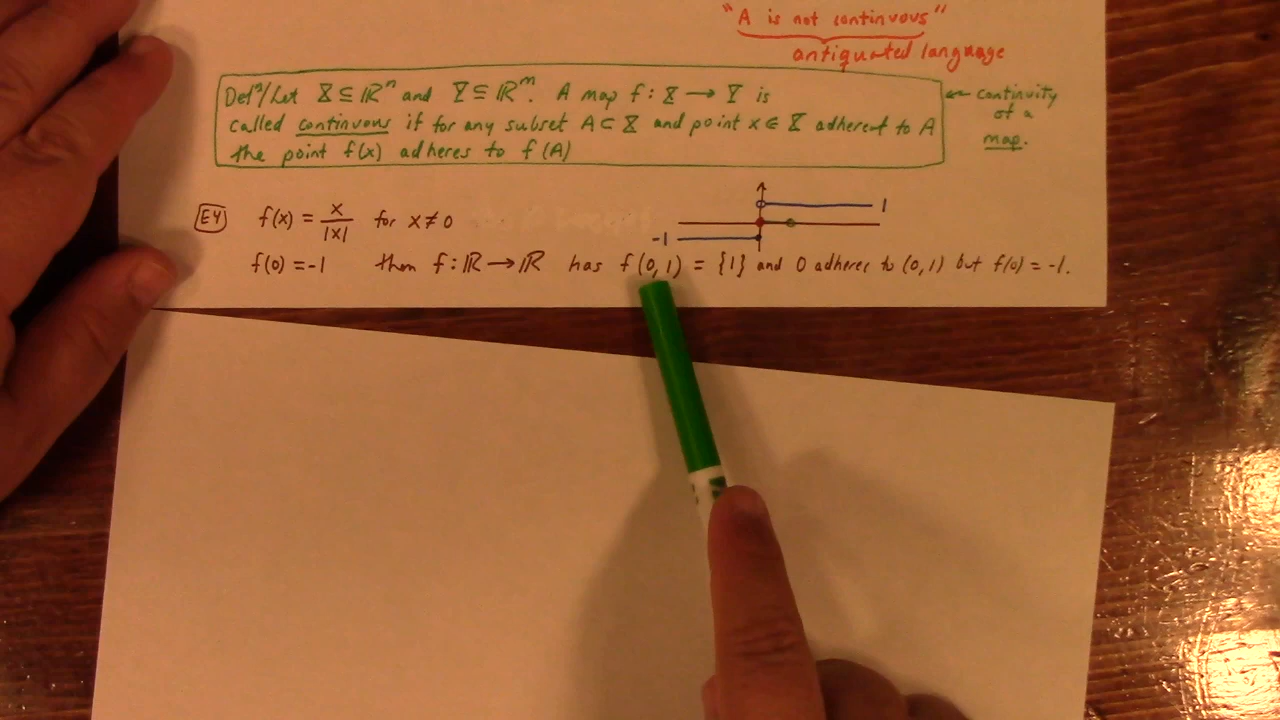 "A is not continuous"
antiquated language
Defⁿ/Let X ⊆ ℝⁿ and Y ⊆ ℝᵐ. A map f: X → Y is
called continuous if for any subset A ⊂ X and point x ∈ X adherent to A
the point f(x) adheres to f(A)
← continuity
of a
map.
E4 f(x) = x/|x| for x ≠ 0
1
-1
f(0) = -1 then f: ℝ → ℝ has f(0,1) = {1} and 0 adheres to (0,1) but f(0) = -1.